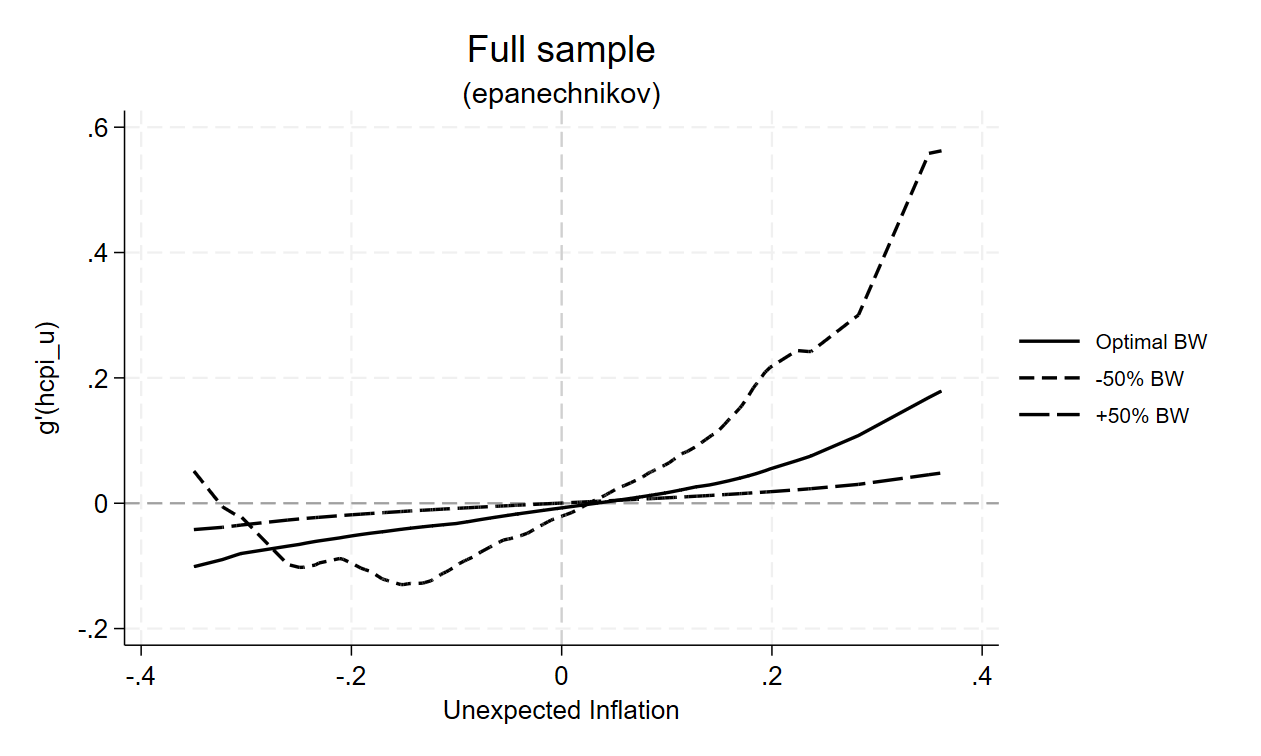 Full sample
(epanechnikov)
.6
.4
.2
0
-.2
g'(hcpi_u)
-.4
-.2
0
.2
.4
Unexpected Inflation
Optimal BW
-50% BW
+50% BW